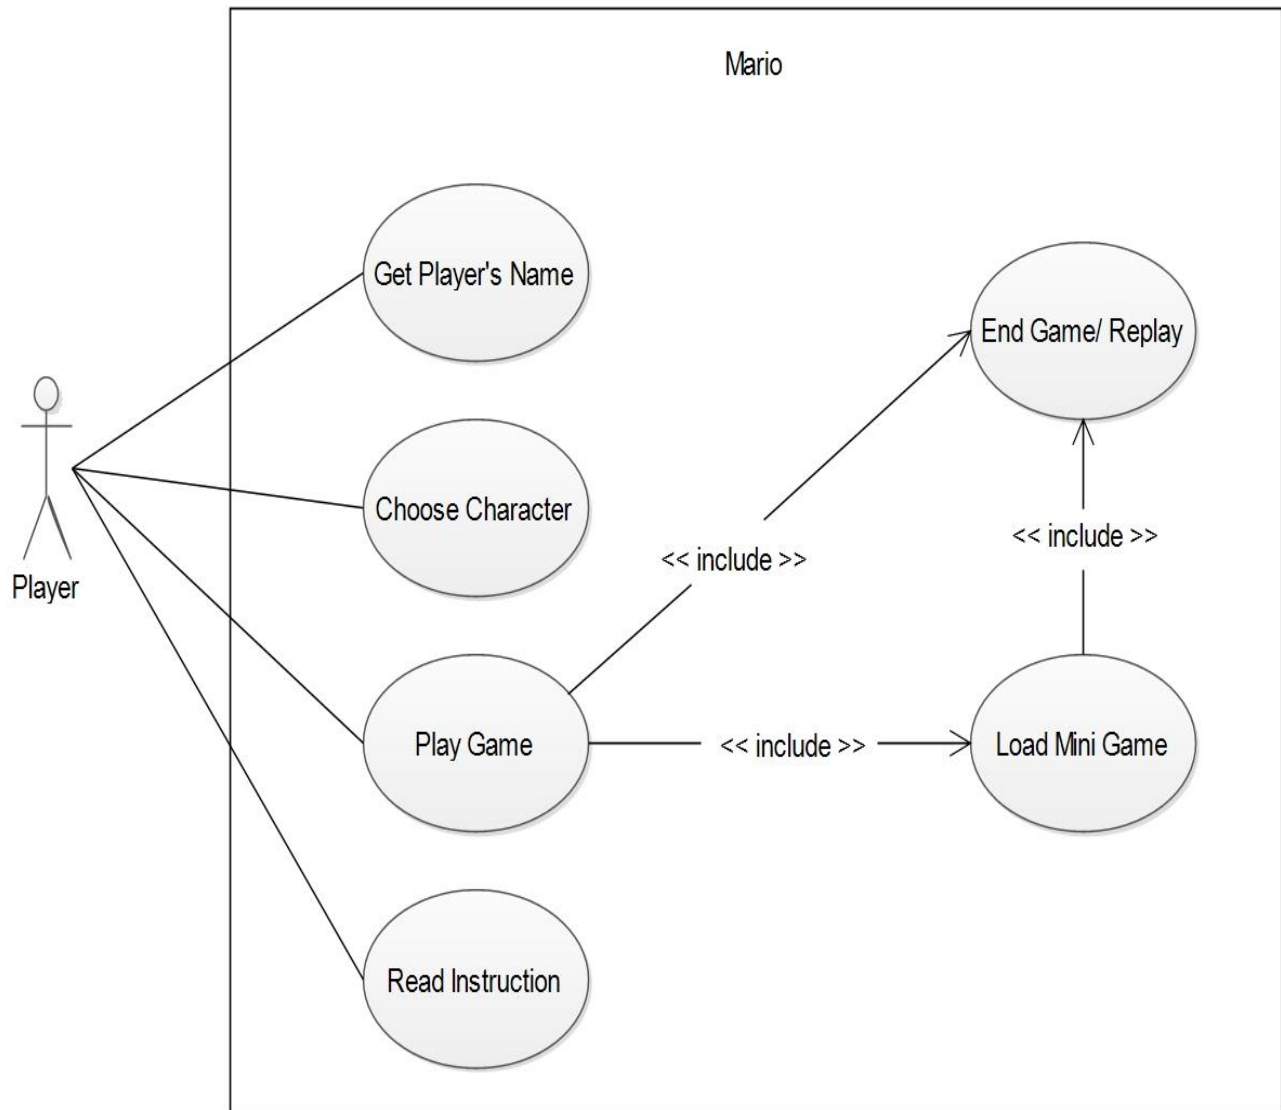 Mario
Get Player's Name
End Game/ Replay
Choose Character
<< include >>
<< include >>
Player
Play Game
<< include >>
Load Mini Game
Read Instruction